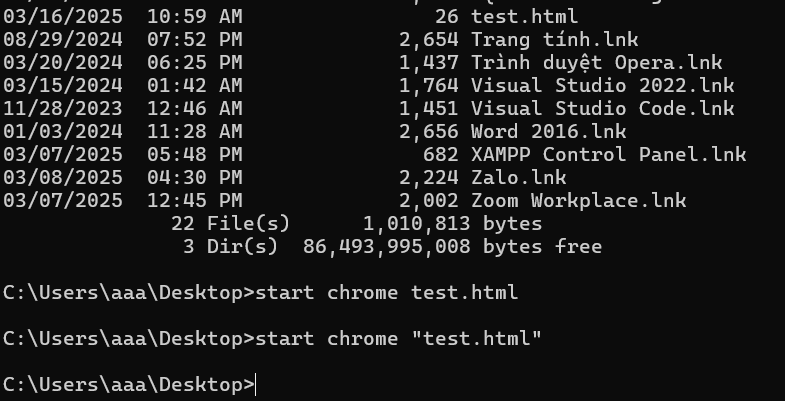 03/16/2025  10:59 AM                26 test.html
08/29/2024  07:52 PM             2,654 Trang tính.lnk
03/20/2024  06:25 PM             1,437 Trình duyệt Opera.lnk
03/15/2024  01:42 AM             1,764 Visual Studio 2022.lnk
11/28/2023  12:46 AM             1,451 Visual Studio Code.lnk
01/03/2024  11:28 AM             2,656 Word 2016.lnk
03/07/2025  05:48 PM               682 XAMPP Control Panel.lnk
03/08/2025  04:30 PM             2,224 Zalo.lnk
03/07/2025  12:45 PM             2,002 Zoom Workplace.lnk
              22 File(s)      1,010,813 bytes
               3 Dir(s)  86,493,995,008 bytes free
C:\Users\aaa\Desktop>start chrome test.html
C:\Users\aaa\Desktop>start chrome "test.html"
C:\Users\aaa\Desktop>